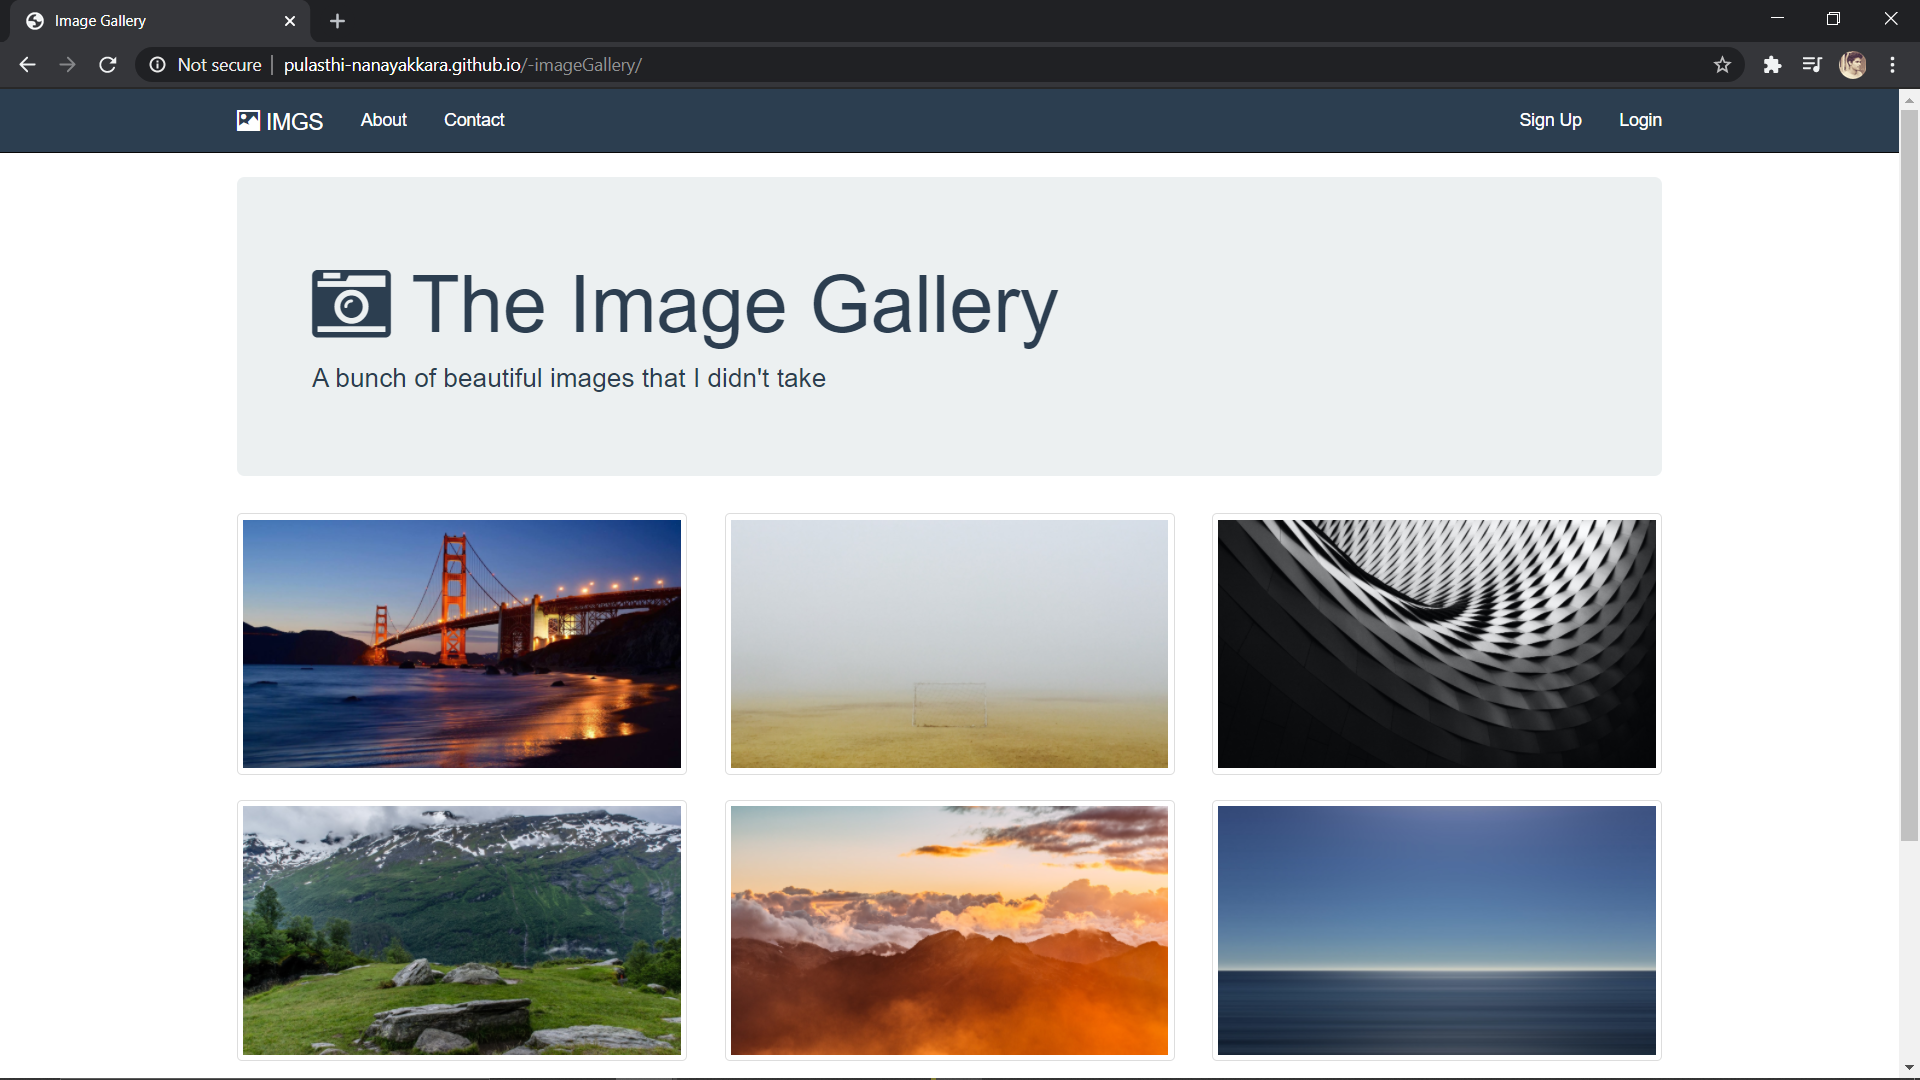 Image Gallery
Not secure pulasthi-nanayakkara.github.io/-imageGallery/
IMGS About Contact Sign Up Login
The Image Gallery
A bunch of beautiful images that I didn't take